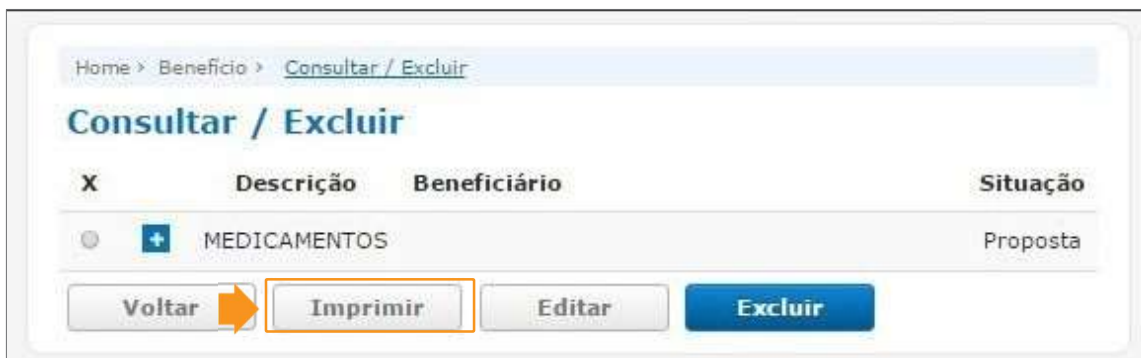 Home > Benefício > Consultar / Excluir
Consultar / Excluir
X Descrição Beneficiário Situação
MEDICAMENTOS Proposta
Voltar Imprimir Editar Excluir